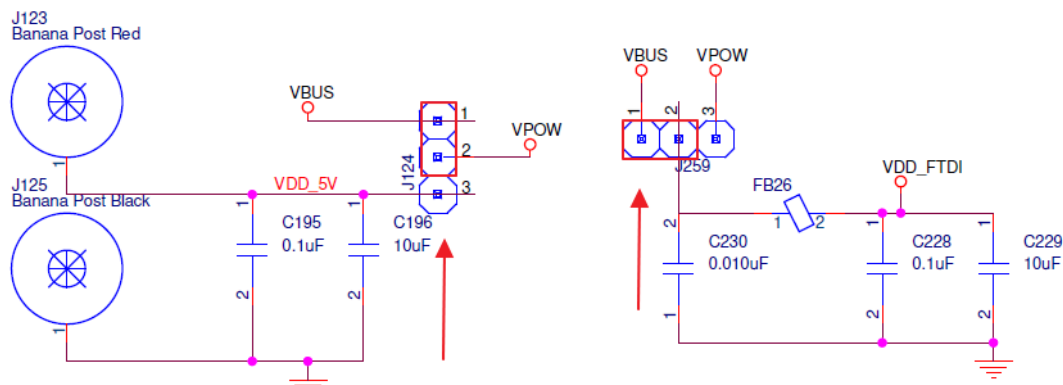 J123
Banana Post Red
1
J125
Banana Post Black
1
VBUS
VPOW
1
2
3
J124
VDD_5V
1
C195
0.1uF
2
1
C196
10uF
2
VBUS
VPOW
1
2
3
J259
FB26
1
2
VDD_FTDI
2
C230
0.010uF
1
1
C228
0.1uF
2
1
C229
10uF
2